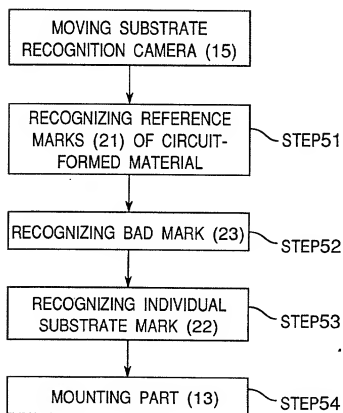 MOVING SUBSTRATE
RECOGNITION CAMERA (15)
RECOGNIZING REFERENCE
MARKS (21) OF CIRCUIT-
FORMED MATERIAL
STEP51
RECOGNIZING BAD MARK (23)
STEP52
RECOGNIZING INDIVIDUAL
SUBSTRATE MARK (22)
STEP53
MOUNTING PART (13)
STEP54